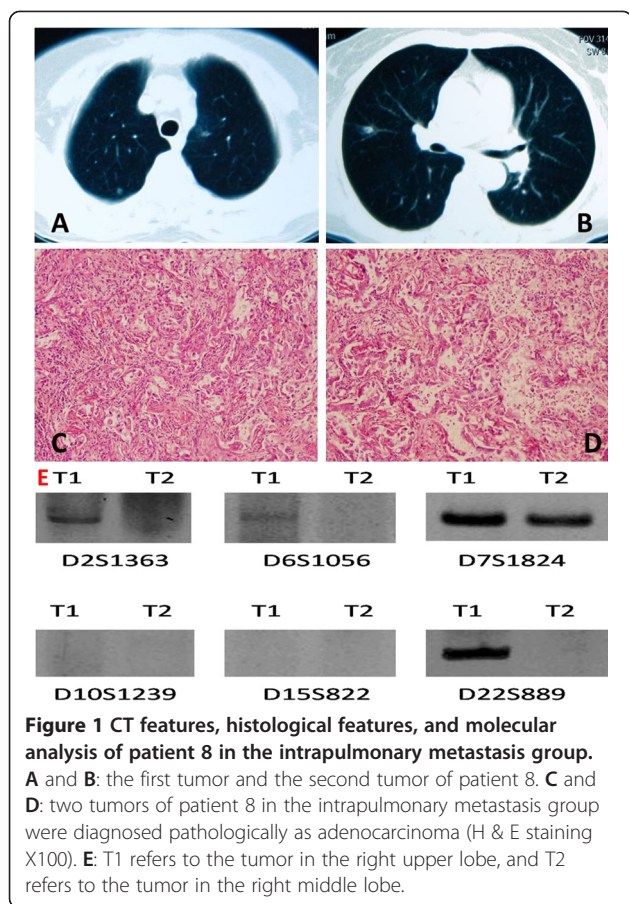 FOV 314
SW 8
A
B
C
D
E T1 T2
T1 T2
T1 T2
D2S1363
D6S1056
D7S1824
T1 T2
T1 T2
T1 T2
D10S1239
D15S822
D22S889
Figure 1 CT features, histological features, and molecular
analysis of patient 8 in the intrapulmonary metastasis group.
A and B: the first tumor and the second tumor of patient 8. C and
D: two tumors of patient 8 in the intrapulmonary metastasis group
were diagnosed pathologically as adenocarcinoma (H & E staining
X100). E: T1 refers to the tumor in the right upper lobe, and T2
refers to the tumor in the right middle lobe.